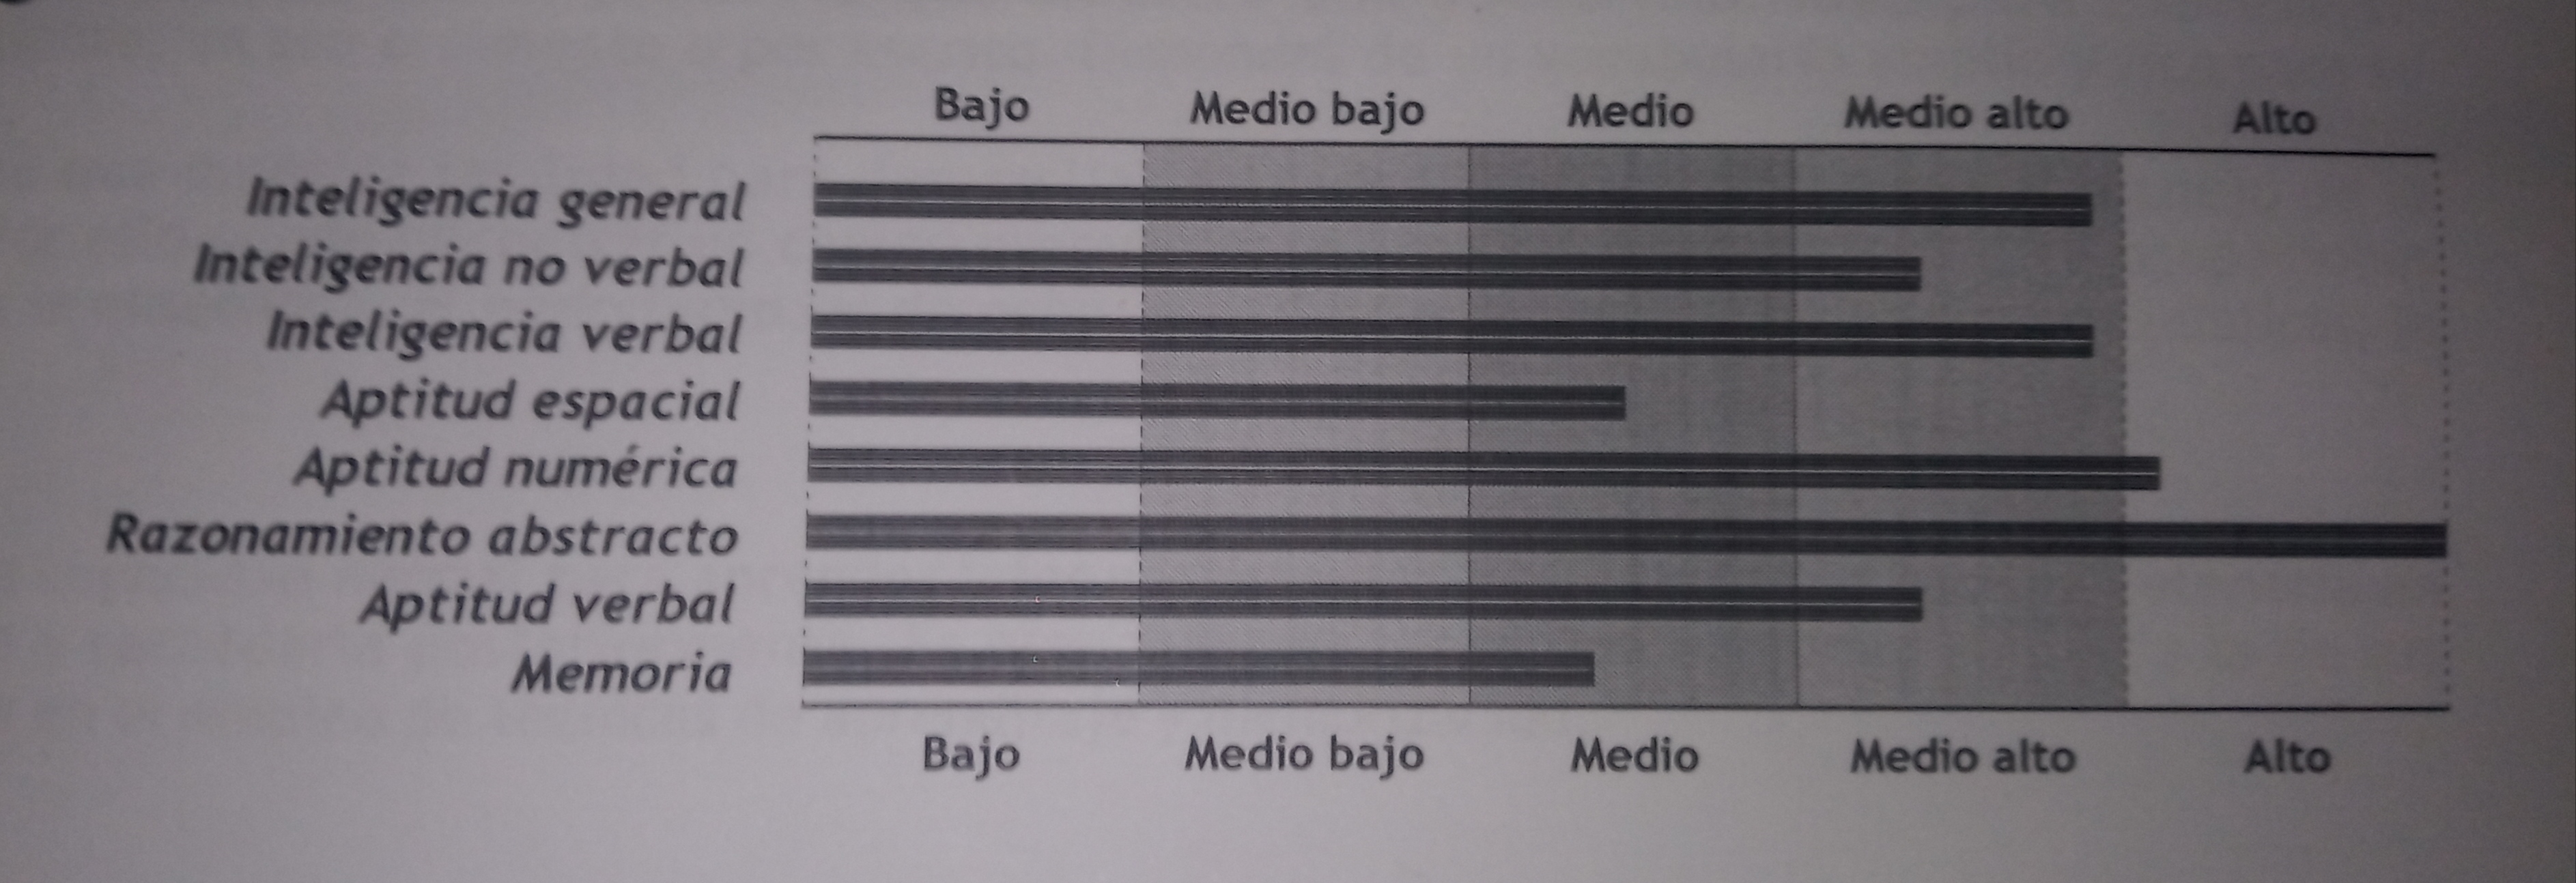 Bajo Medio bajo Medio Medio alto Alto
Inteligencia general
Inteligencia no verbal
Inteligencia verbal
Aptitud espacial
Aptitud numérica
Razonamiento abstracto
Aptitud verbal
Memoria
Bajo Medio bajo Medio Medio alto Alto